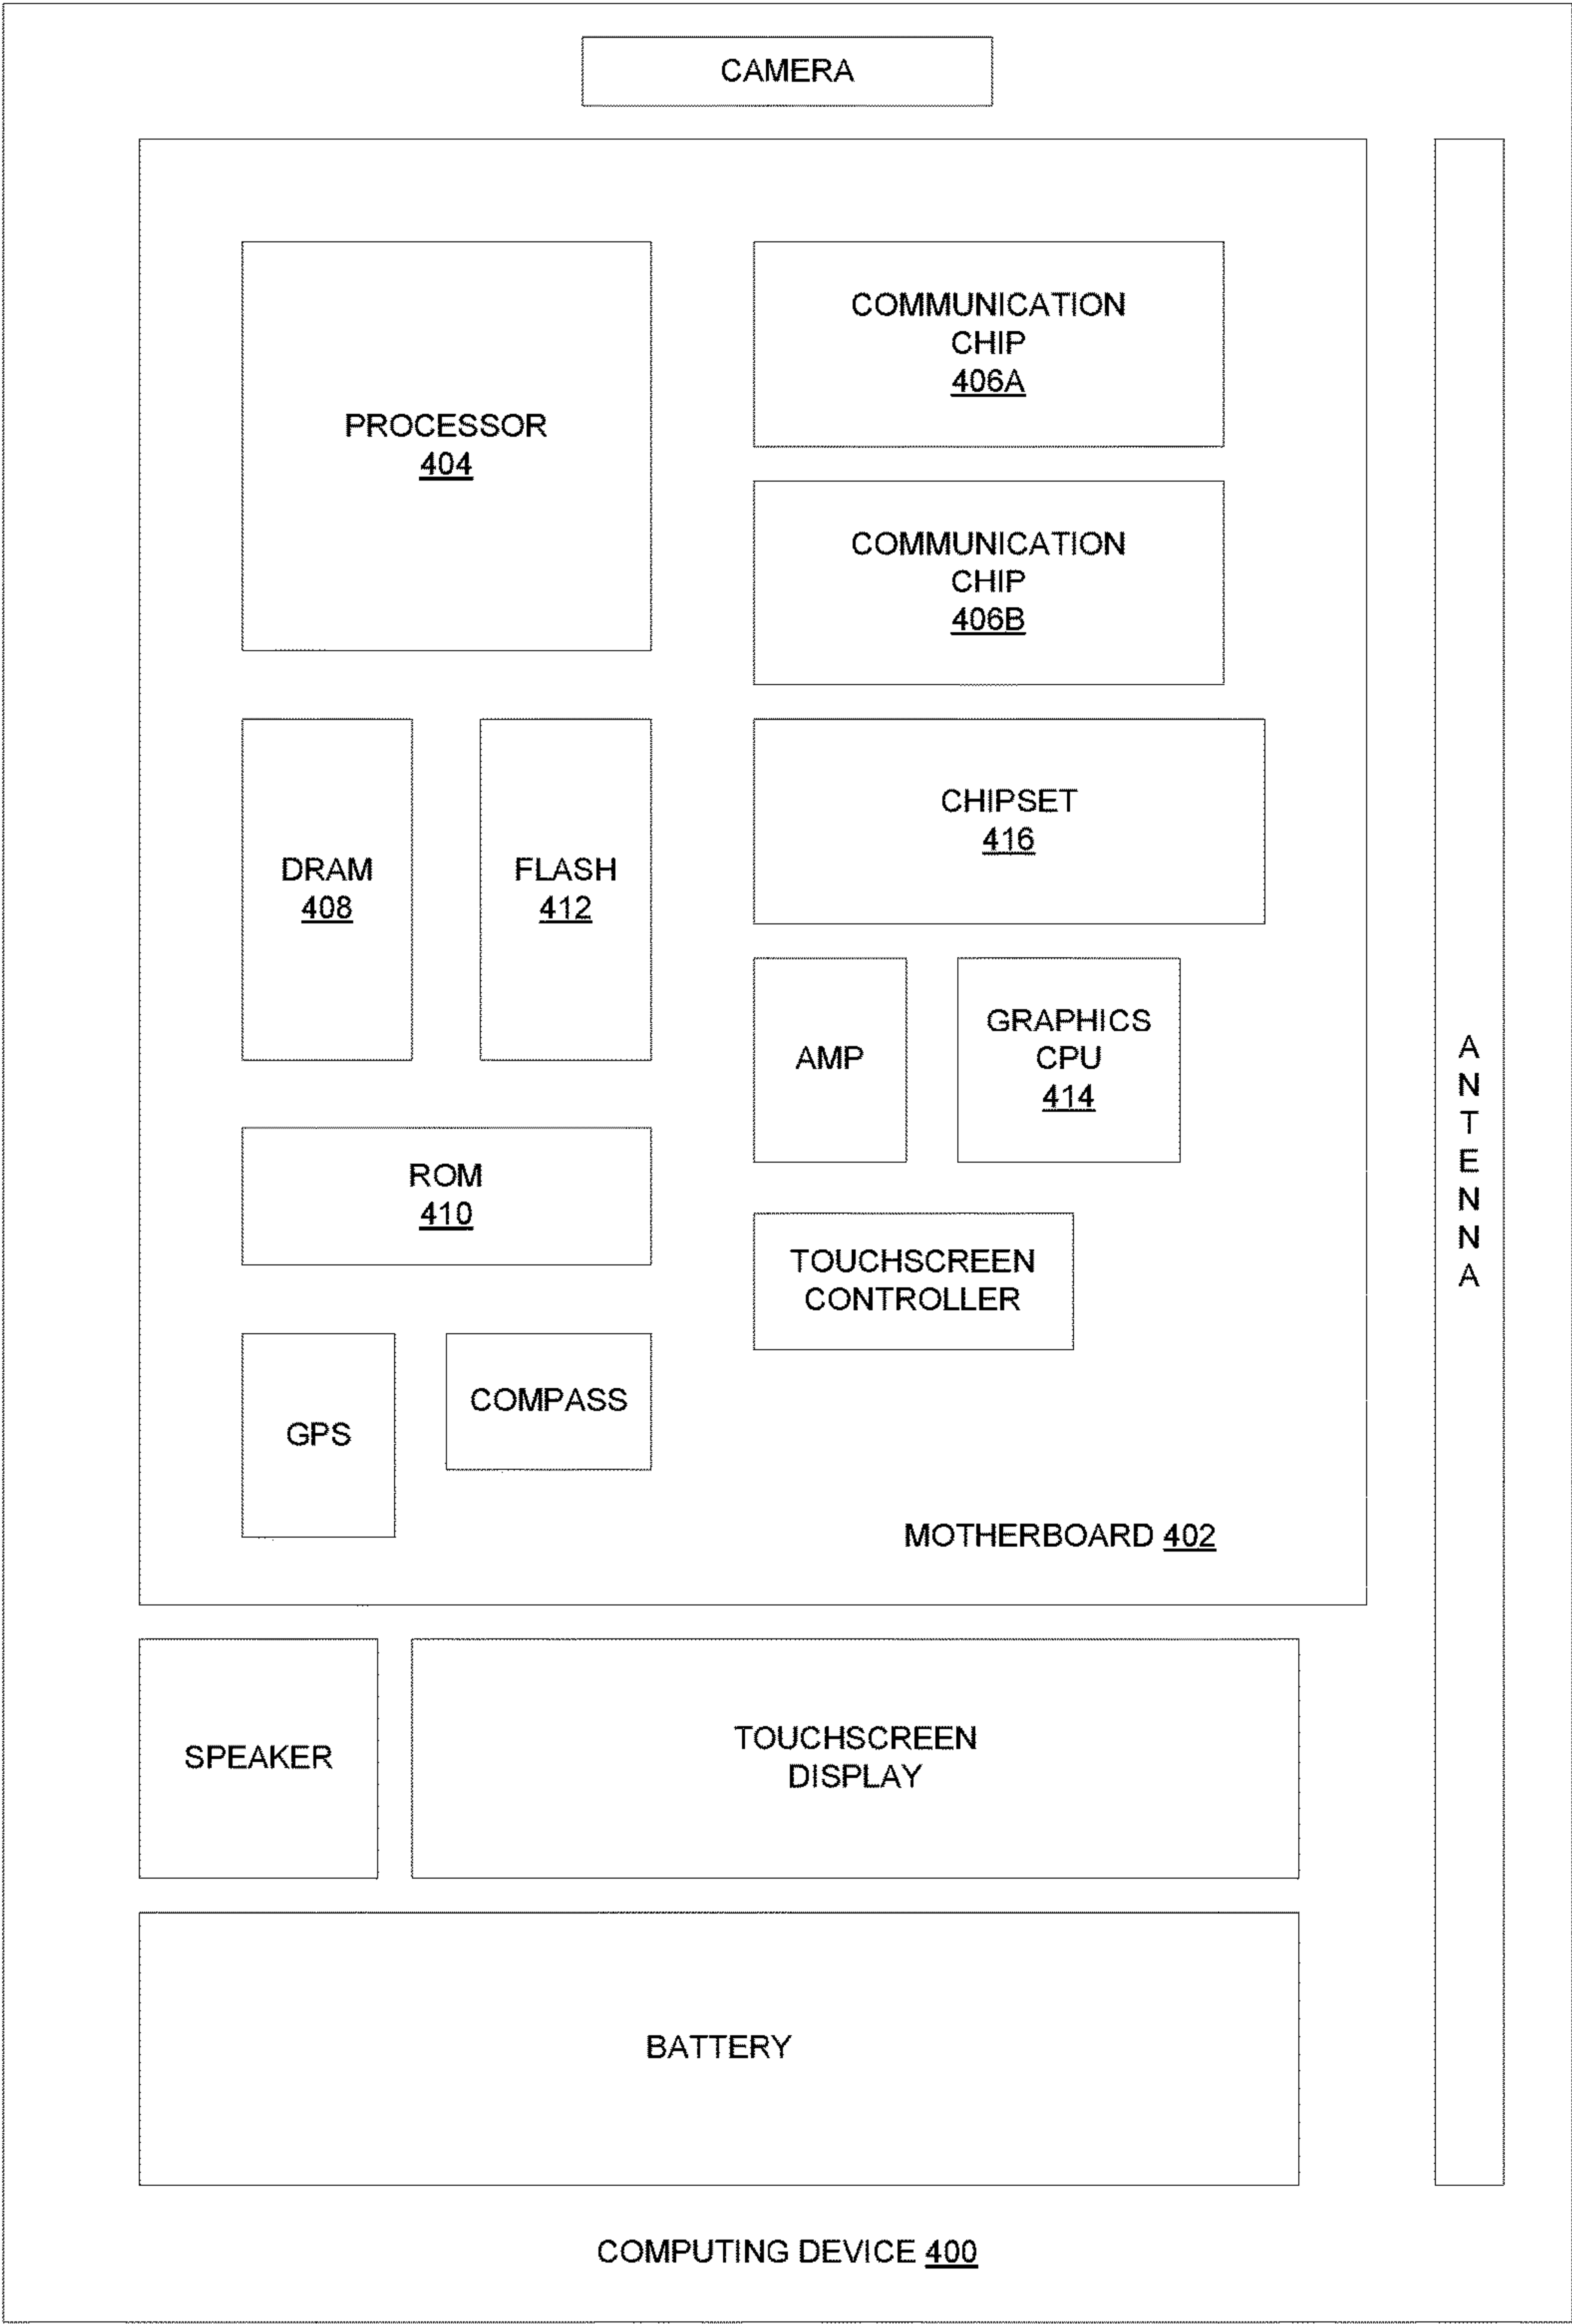 CAMERA
PROCESSOR
404
COMMUNICATION
CHIP
406A
COMMUNICATION
CHIP
406B
DRAM
408
FLASH
412
CHIPSET
416
AMP
GRAPHICS
CPU
414
ROM
410
TOUCHSCREEN
CONTROLLER
GPS
COMPASS
MOTHERBOARD 402
ANTENNA
SPEAKER
TOUCHSCREEN
DISPLAY
BATTERY
COMPUTING DEVICE 400